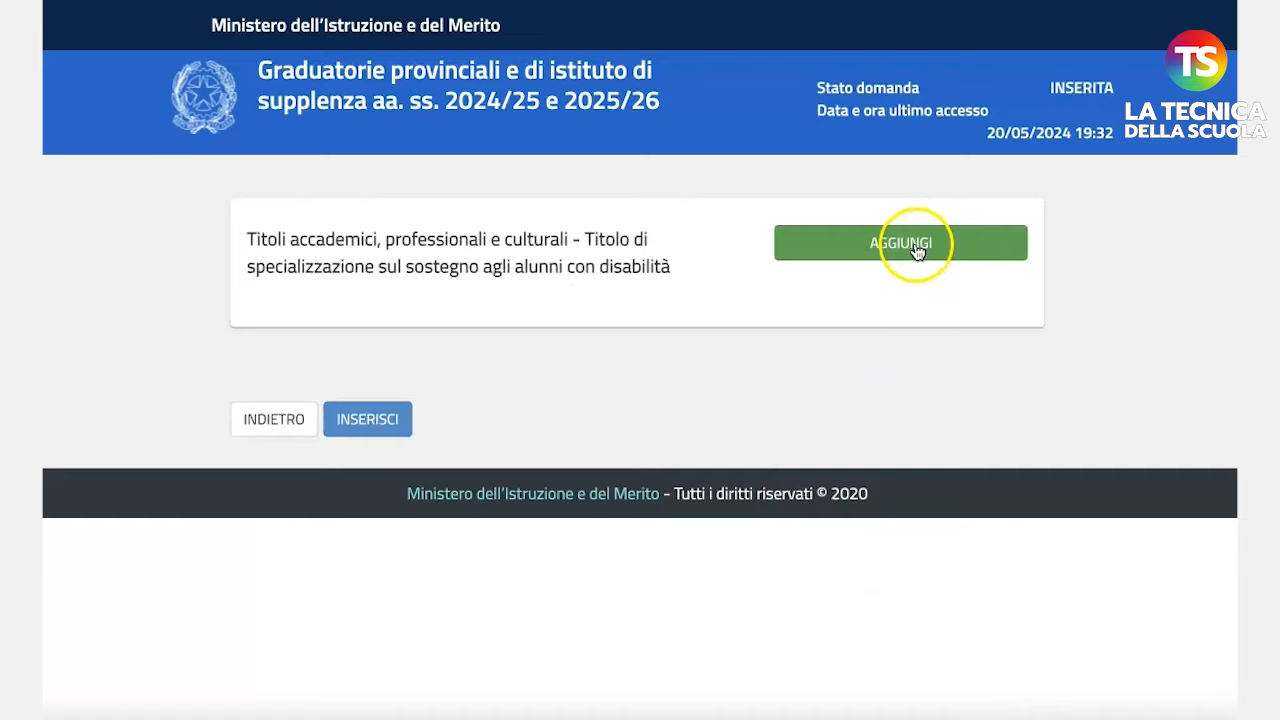 Ministero dell'Istruzione e del Merito
Graduatorie provinciali e di istituto di
supplenza aa. ss. 2024/25 e 2025/26
Stato domanda INSERITA
Data e ora ultimo accesso
20/05/2024 19:32
TS
LA TECNICA
DELLA SCUOLA
Titoli accademici, professionali e culturali - Titolo di
specializzazione sul sostegno agli alunni con disabilità
AGGIUNGI
INDIETRO INSERISCI
Ministero dell'Istruzione e del Merito - Tutti i diritti riservati © 2020